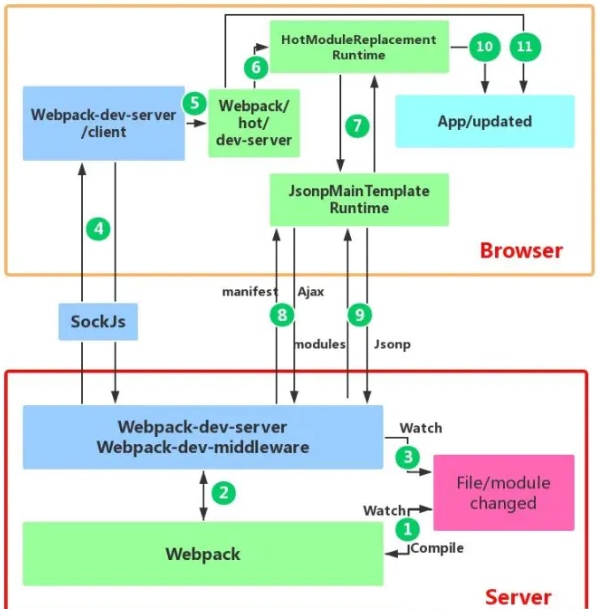 HotModuleReplacement
Runtime
10
11
6
5
Webpack-dev-server
/client
Webpack/
hot/
dev-server
App/updated
7
JsonpMainTemplate
Runtime
4
Browser
manifest
Ajax
8
9
SockJs
modules
Jsonp
Webpack-dev-server
Webpack-dev-middleware
Watch
3
File/module
changed
2
Watch
1
Compile
Webpack
Server